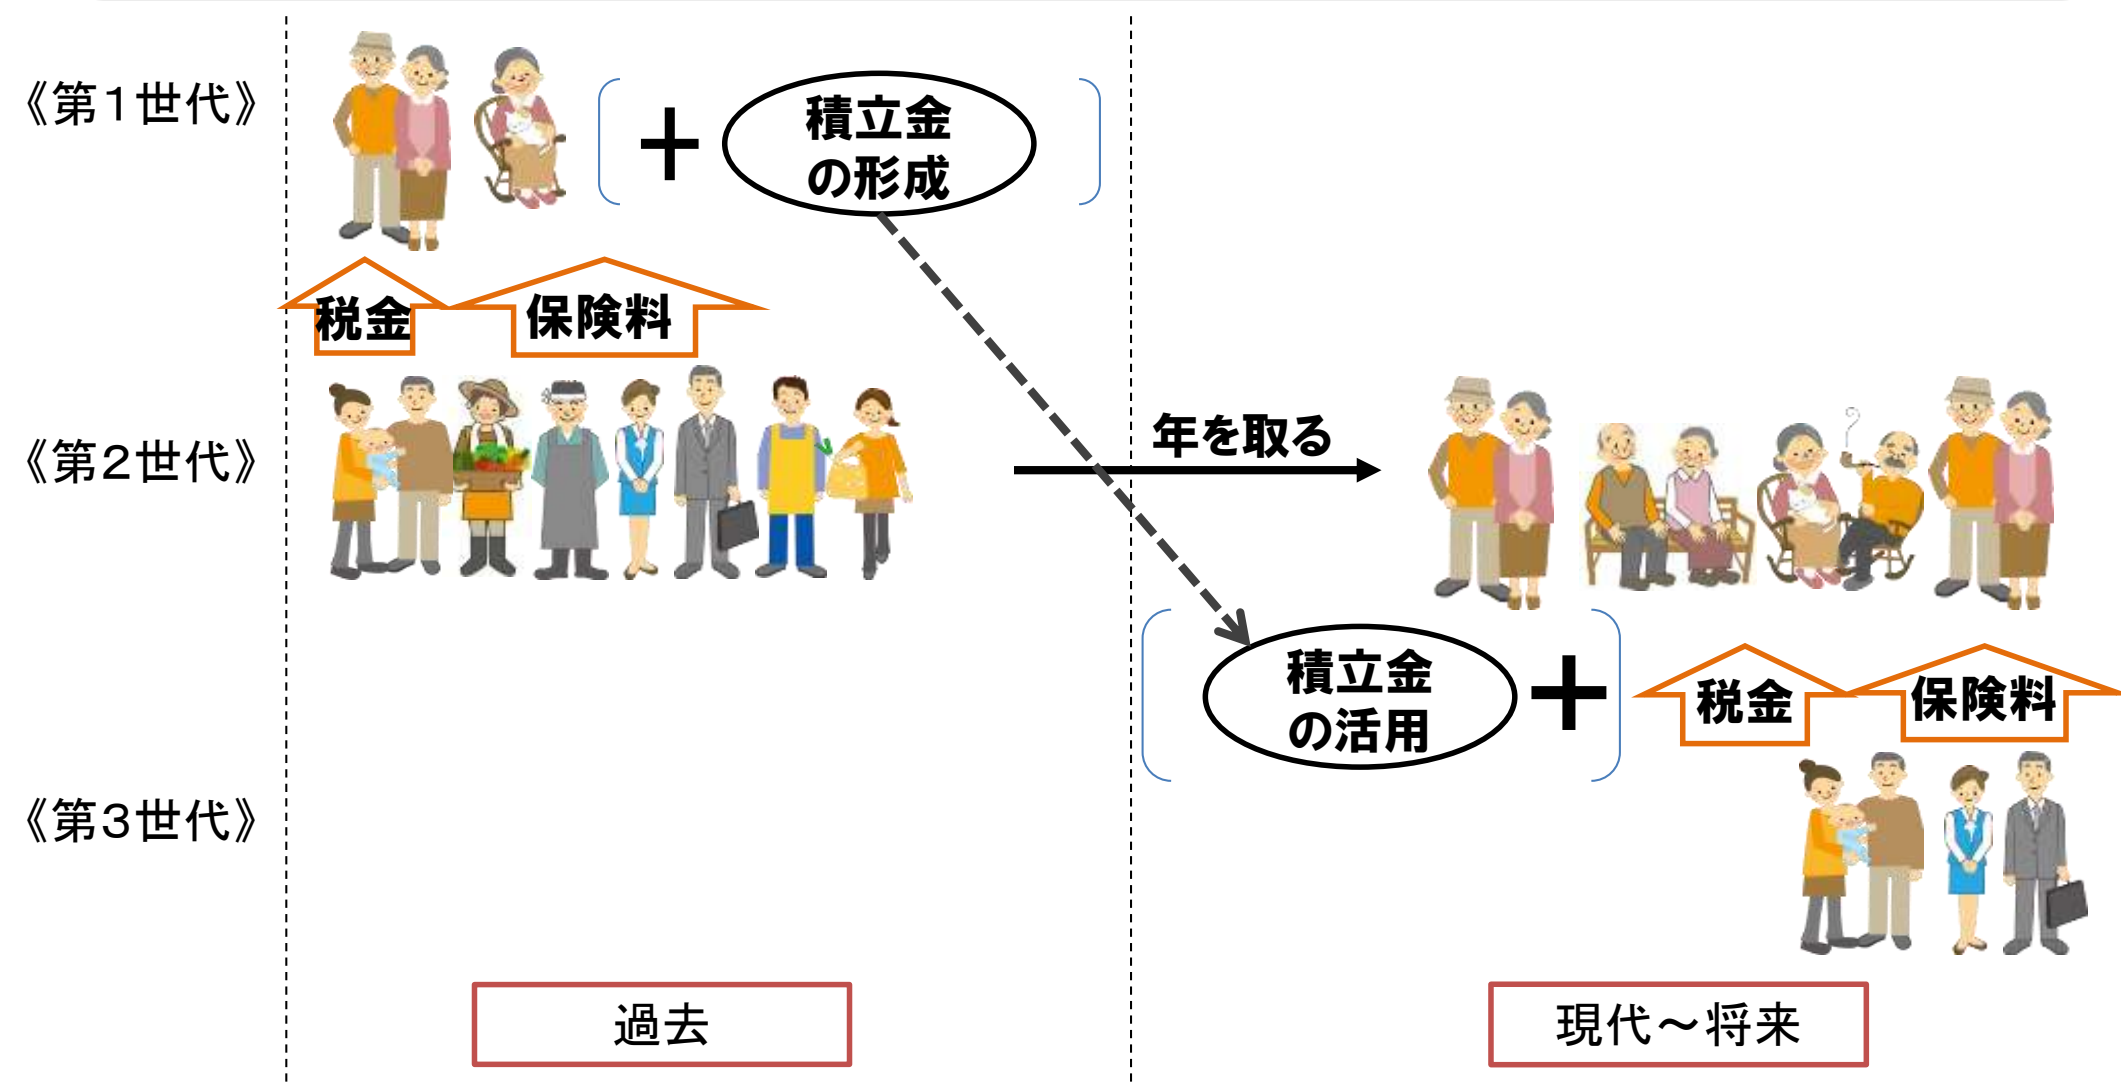 《第1世代》
積立金
の形成
税金
保険料
《第2世代》
年を取る
積立金
の活用
税金
保険料
《第3世代》
過去
現代～将来